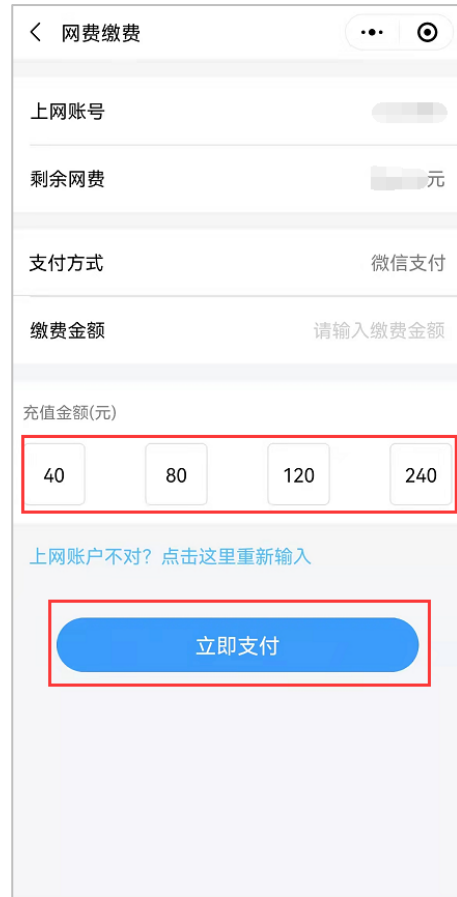 网费缴费
上网账号
剩余网费 元
支付方式 微信支付
缴费金额 请输入缴费金额
充值金额(元)
40 80 120 240
上网账户不对？点击这里重新输入
立即支付